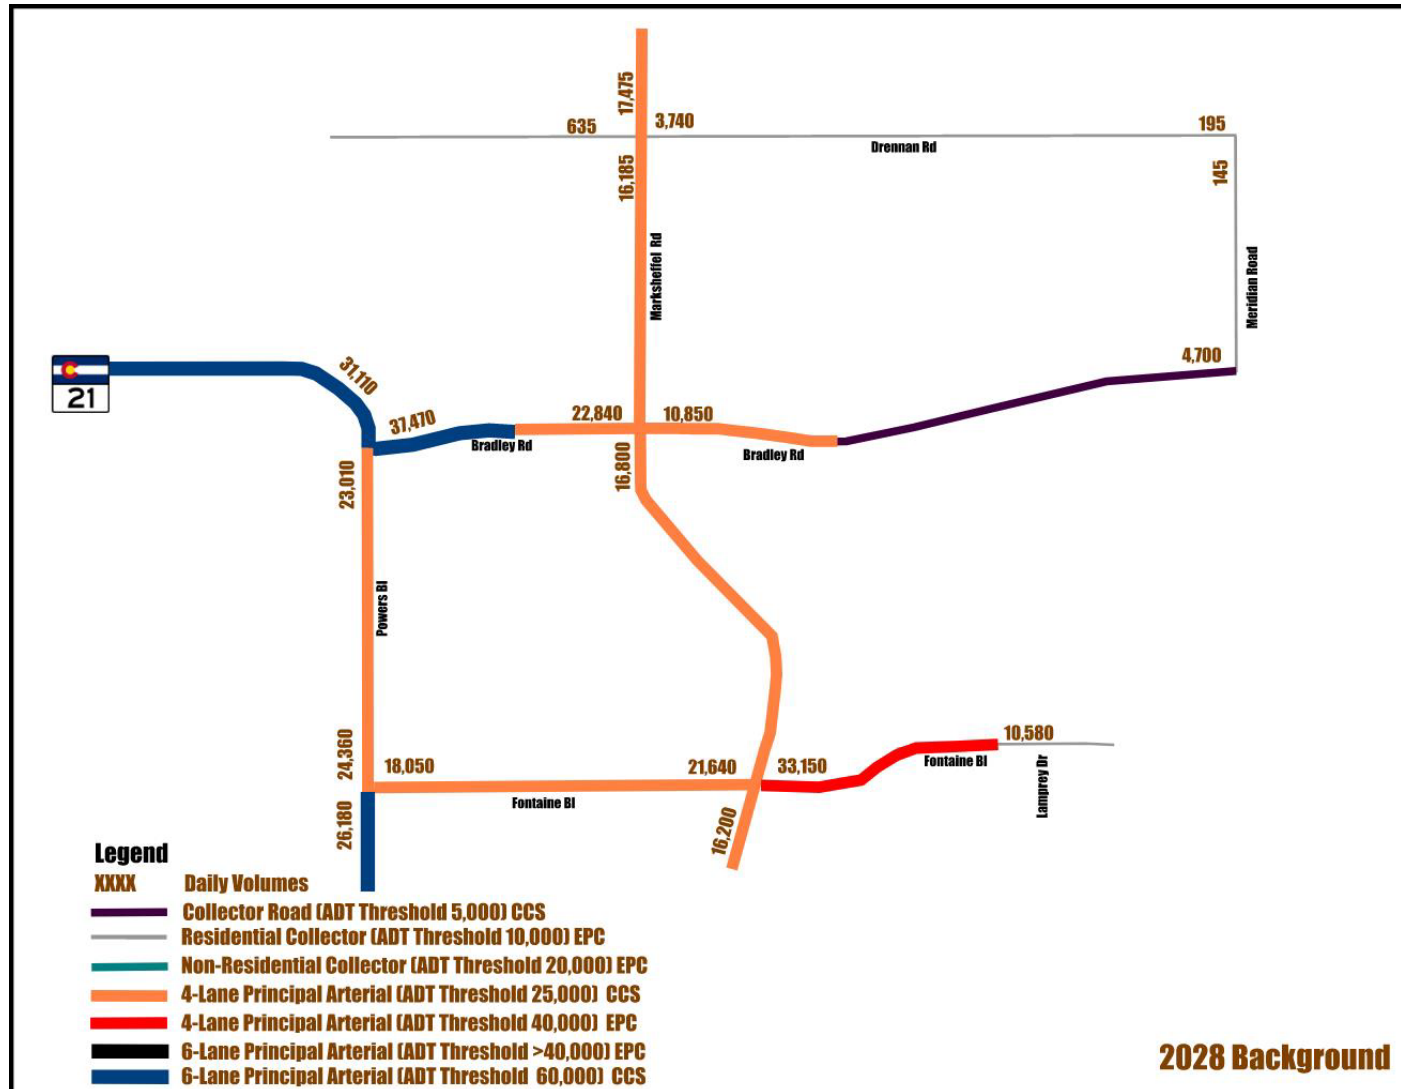 17,475
635
3,740
195
Drennan Rd
16,185
145
Marksheffel Rd
Meridian Road
21
31,110
4,700
37,470
22,840
10,850
Bradley Rd
Bradley Rd
23,010
16,800
Powers Bl
24,360
18,050
21,640
33,150
10,580
Fontaine Bl
Fontaine Bl
Lamprey Dr
26,180
16,200
Legend
XXXX Daily Volumes
Collector Road (ADT Threshold 5,000) CCS
Residential Collector (ADT Threshold 10,000) EPC
Non-Residential Collector (ADT Threshold 20,000) EPC
4-Lane Principal Arterial (ADT Threshold 25,000) CCS
4-Lane Principal Arterial (ADT Threshold 40,000) EPC
6-Lane Principal Arterial (ADT Threshold >40,000) EPC
6-Lane Principal Arterial (ADT Threshold 60,000) CCS
2028 Background